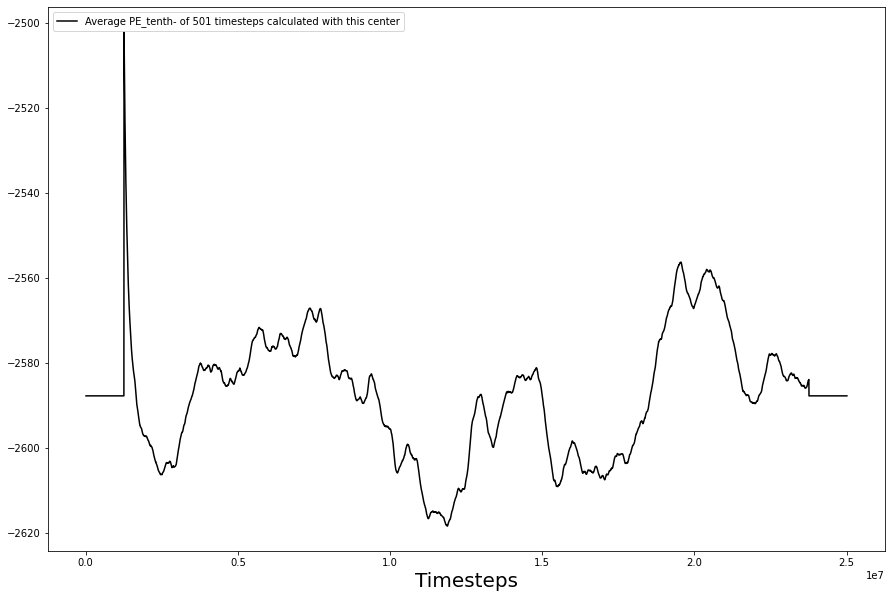 Average PE_tenth- of 501 timesteps calculated with this center
−2500
−2520
−2540
−2560
−2580
−2600
−2620
0.0 0.5 1.0 1.5 2.0 2.5
1e7
Timesteps